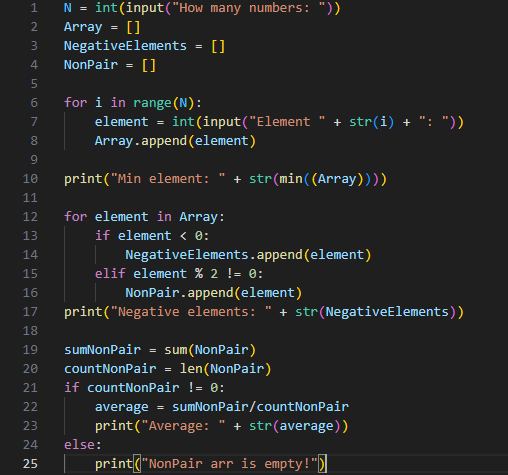 1 N = int(input("How many numbers: "))
2 Array = []
3 NegativeElements = []
4 NonPair = []
5
6 for i in range(N):
7     element = int(input("Element " + str(i) + ": "))
8     Array.append(element)
9
10 print("Min element: " + str(min((Array))))
11
12 for element in Array:
13     if element < 0:
14         NegativeElements.append(element)
15     elif element % 2 != 0:
16         NonPair.append(element)
17 print("Negative elements: " + str(NegativeElements))
18
19 sumNonPair = sum(NonPair)
20 countNonPair = len(NonPair)
21 if countNonPair != 0:
22     average = sumNonPair/countNonPair
23     print("Average: " + str(average))
24 else:
25     print("NonPair arr is empty!")